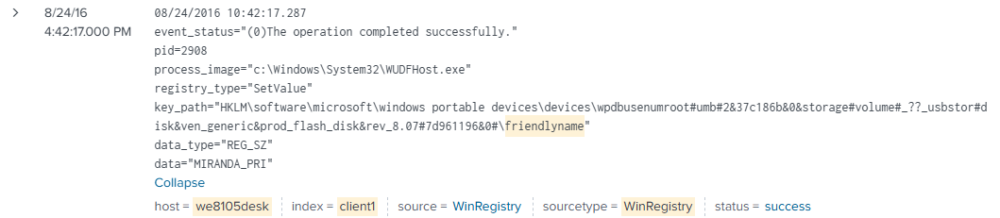 8/24/16
4:42:17.000 PM
08/24/2016 10:42:17.287
event_status="(0)The operation completed successfully."
pid=2908
process_image="c:\Windows\System32\WUDFHost.exe"
registry_type="SetValue"
key_path="HKLM\software\microsoft\windows portable devices\devices\wpdbusenumroot#umb#2&37c186b&0&storage#volume#_??_usbstor#d
isk&ven_generic&prod_flash_disk&rev_8.07#7d961196&0#\friendlyname"
data_type="REG_SZ"
data="MIRANDA_PRI"
Collapse
host = we8105desk index = client1 source = WinRegistry sourcetype = WinRegistry status = success